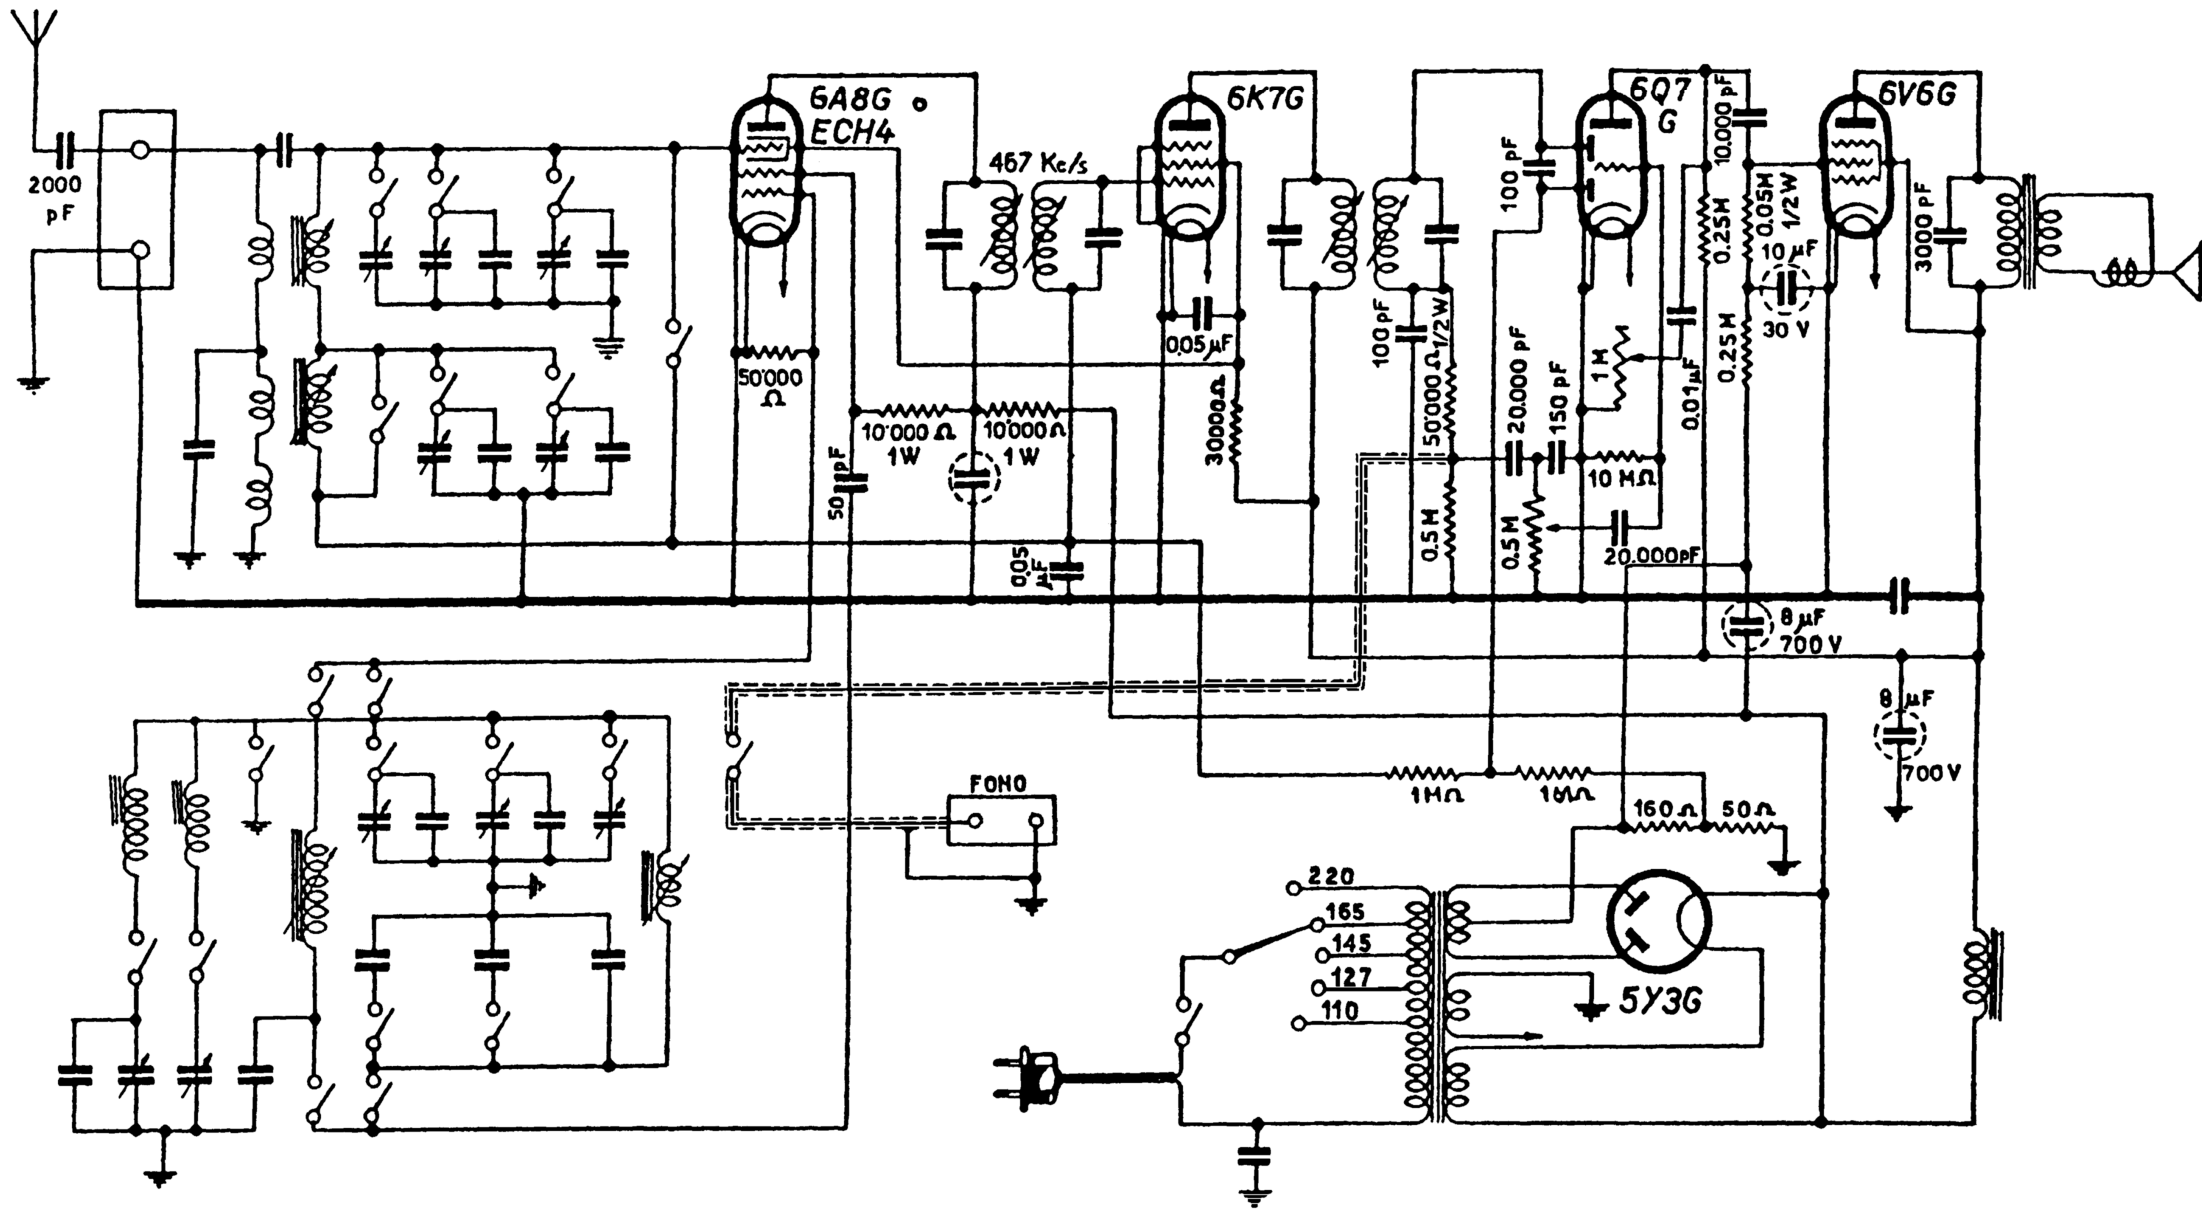 2000
pF
6A8G o
ECH4
50.000
Ω
50 pF
467 Kc/s
10.000 Ω
1W
10.000 Ω
1W
0.05
µF
6K7G
0.05 µF
30000Ω
100 pF
100 pF
50.000 Ω 1/2W
0.5 M
20.000 pF
150 pF
0.5 M
6Q7
G
1 M
10 MΩ
20.000pF
0.01 µF
0.25M
10.000 pF
0.05M
1/2W
10 µF
30 V
0.25 M
6V6G
3000 pF
8 µF
700 V
8 µF
700 V
FONO
1MΩ
1MΩ
160 Ω
50 Ω
220
165
145
127
110
5Y3G